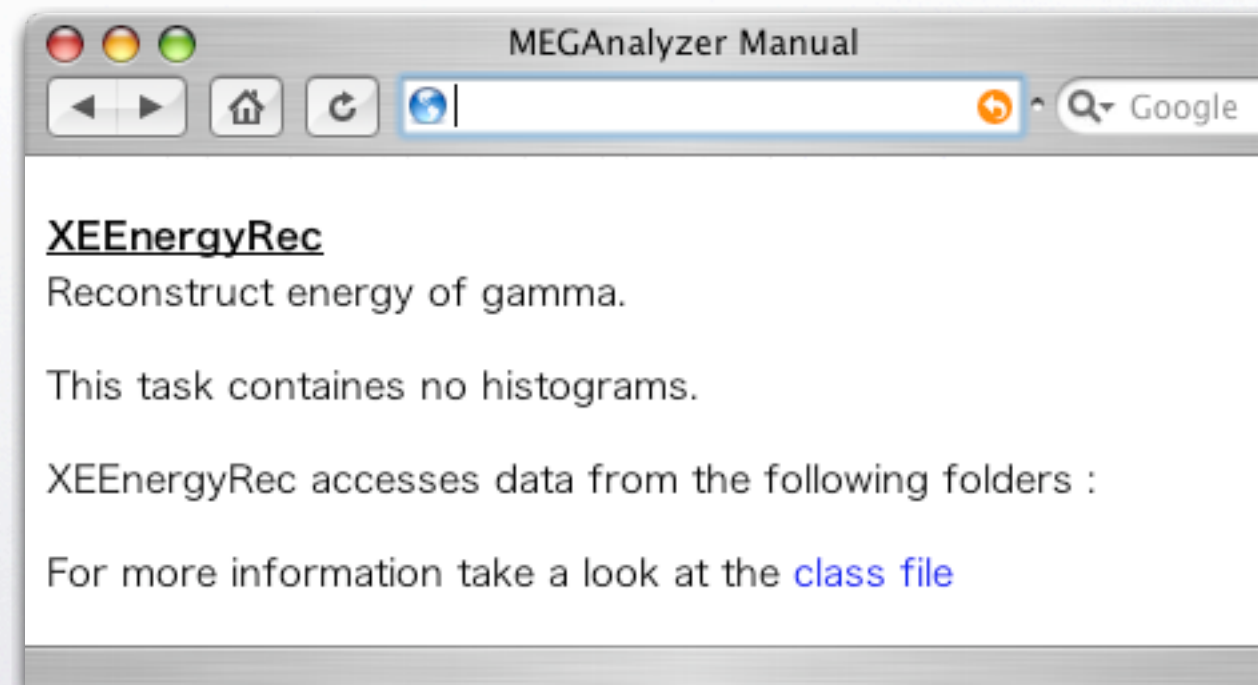 MEGAnalyzer Manual
Google
XEEnergyRec
Reconstruct energy of gamma.
This task containes no histograms.
XEEnergyRec accesses data from the following folders :
For more information take a look at the class file